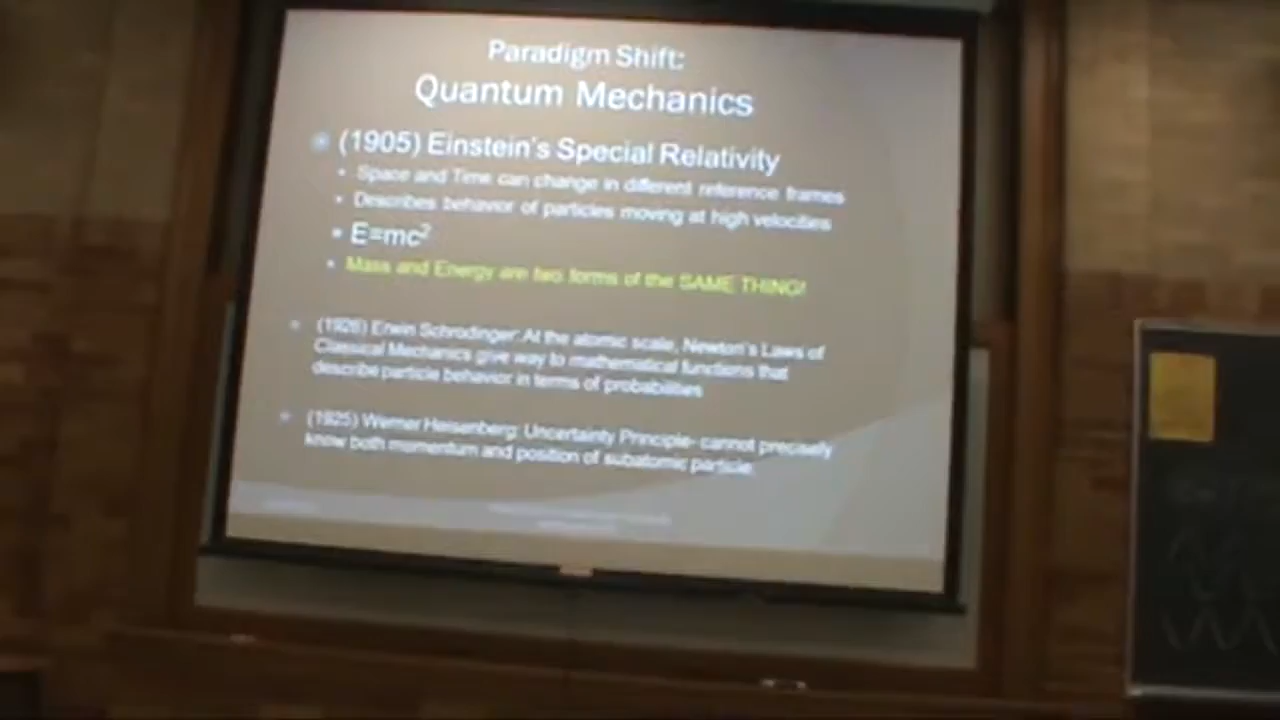 Paradigm Shift:
Quantum Mechanics
(1905) Einstein's Special Relativity
Space and Time can change in different reference frames
Describes behavior of particles moving at high velocities
E=mc²
Mass and Energy are two forms of the SAME THING!
(1926) Erwin Schrodinger: At the atomic scale, Newton's Laws of
Classical Mechanics give way to mathematical functions that
describe particle behavior in terms of probabilities
(1925) Werner Heisenberg: Uncertainty Principle- cannot precisely
know both momentum and position of subatomic particle